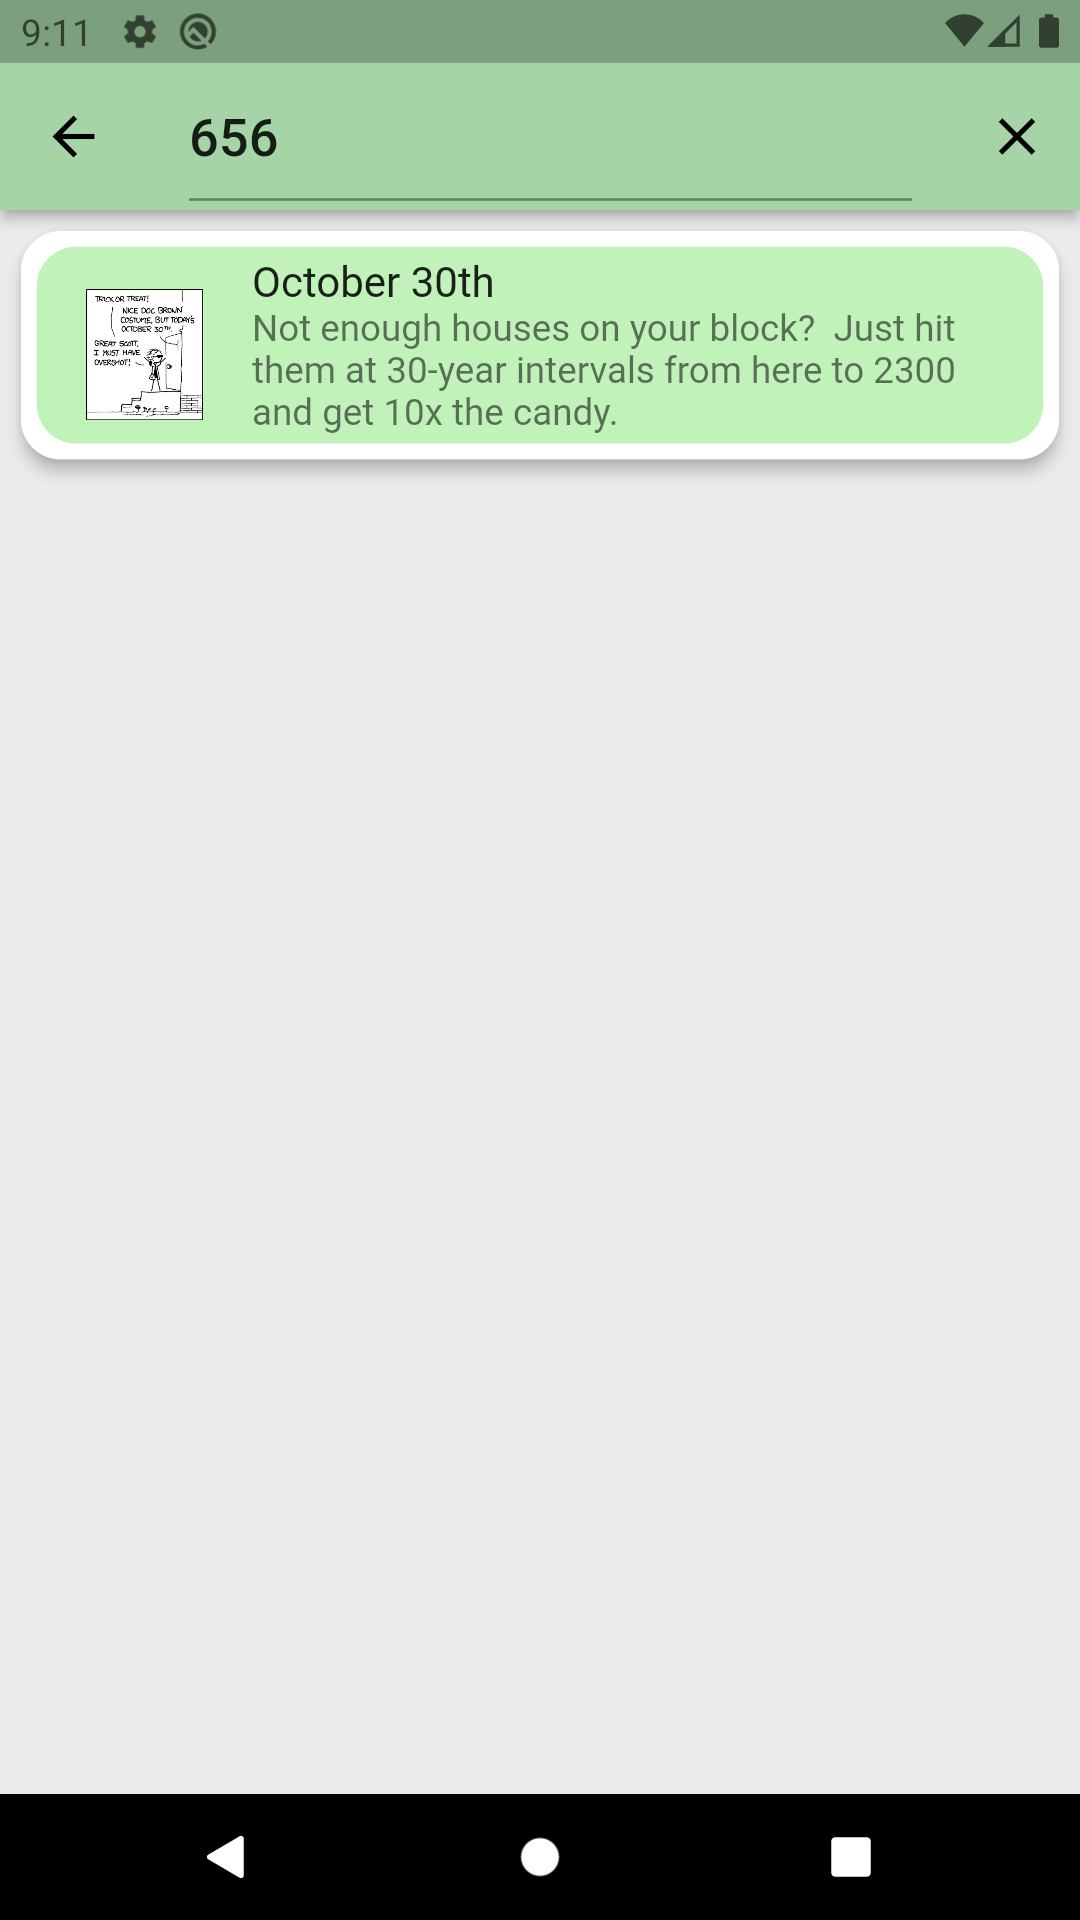 9:11
656
October 30th
Not enough houses on your block?  Just hit
them at 30-year intervals from here to 2300
and get 10x the candy.
TRICK OR TREAT!
NICE DOC BROWN
COSTUME, BUT TODAY'S
OCTOBER 30TH.
GREAT SCOTT,
I MUST HAVE
OVERSHOT!